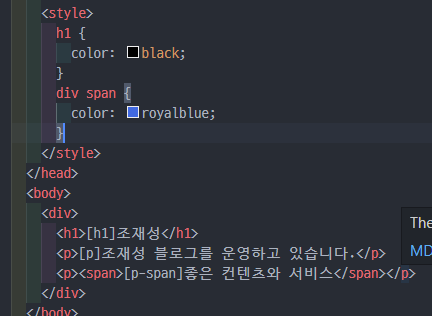 <style>
h1 {
color: black;
}
div span {
color: royalblue;
}
</style>
</head>
<body>
<div>
<h1>[h1]조재성</h1>
<p>[p]조재성 블로그를 운영하고 있습니다.</p>
<p><span>[p-span]좋은 컨텐츠와 서비스</span></p>
</div>
</body>
The
MD